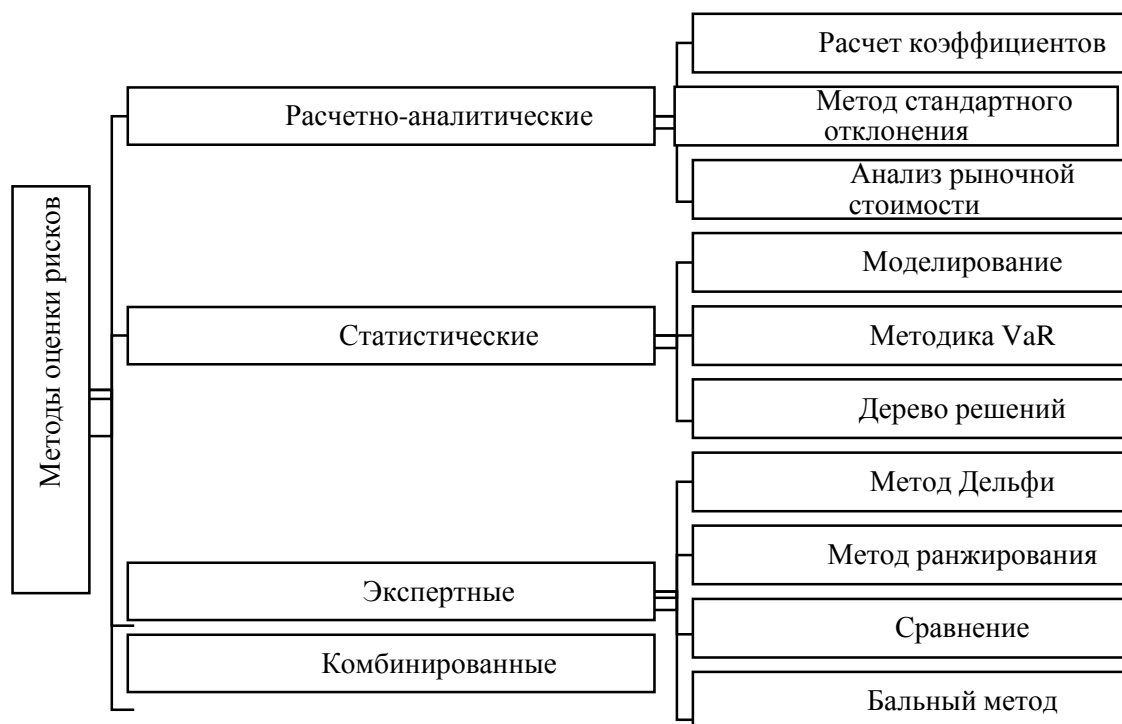 Методы оценки рисков
Расчетно-аналитические
Расчет коэффициентов
Метод стандартного
отклонения
Анализ рыночной
стоимости
Статистические
Моделирование
Методика VaR
Дерево решений
Экспертные
Метод Дельфи
Метод ранжирования
Сравнение
Бальный метод
Комбинированные